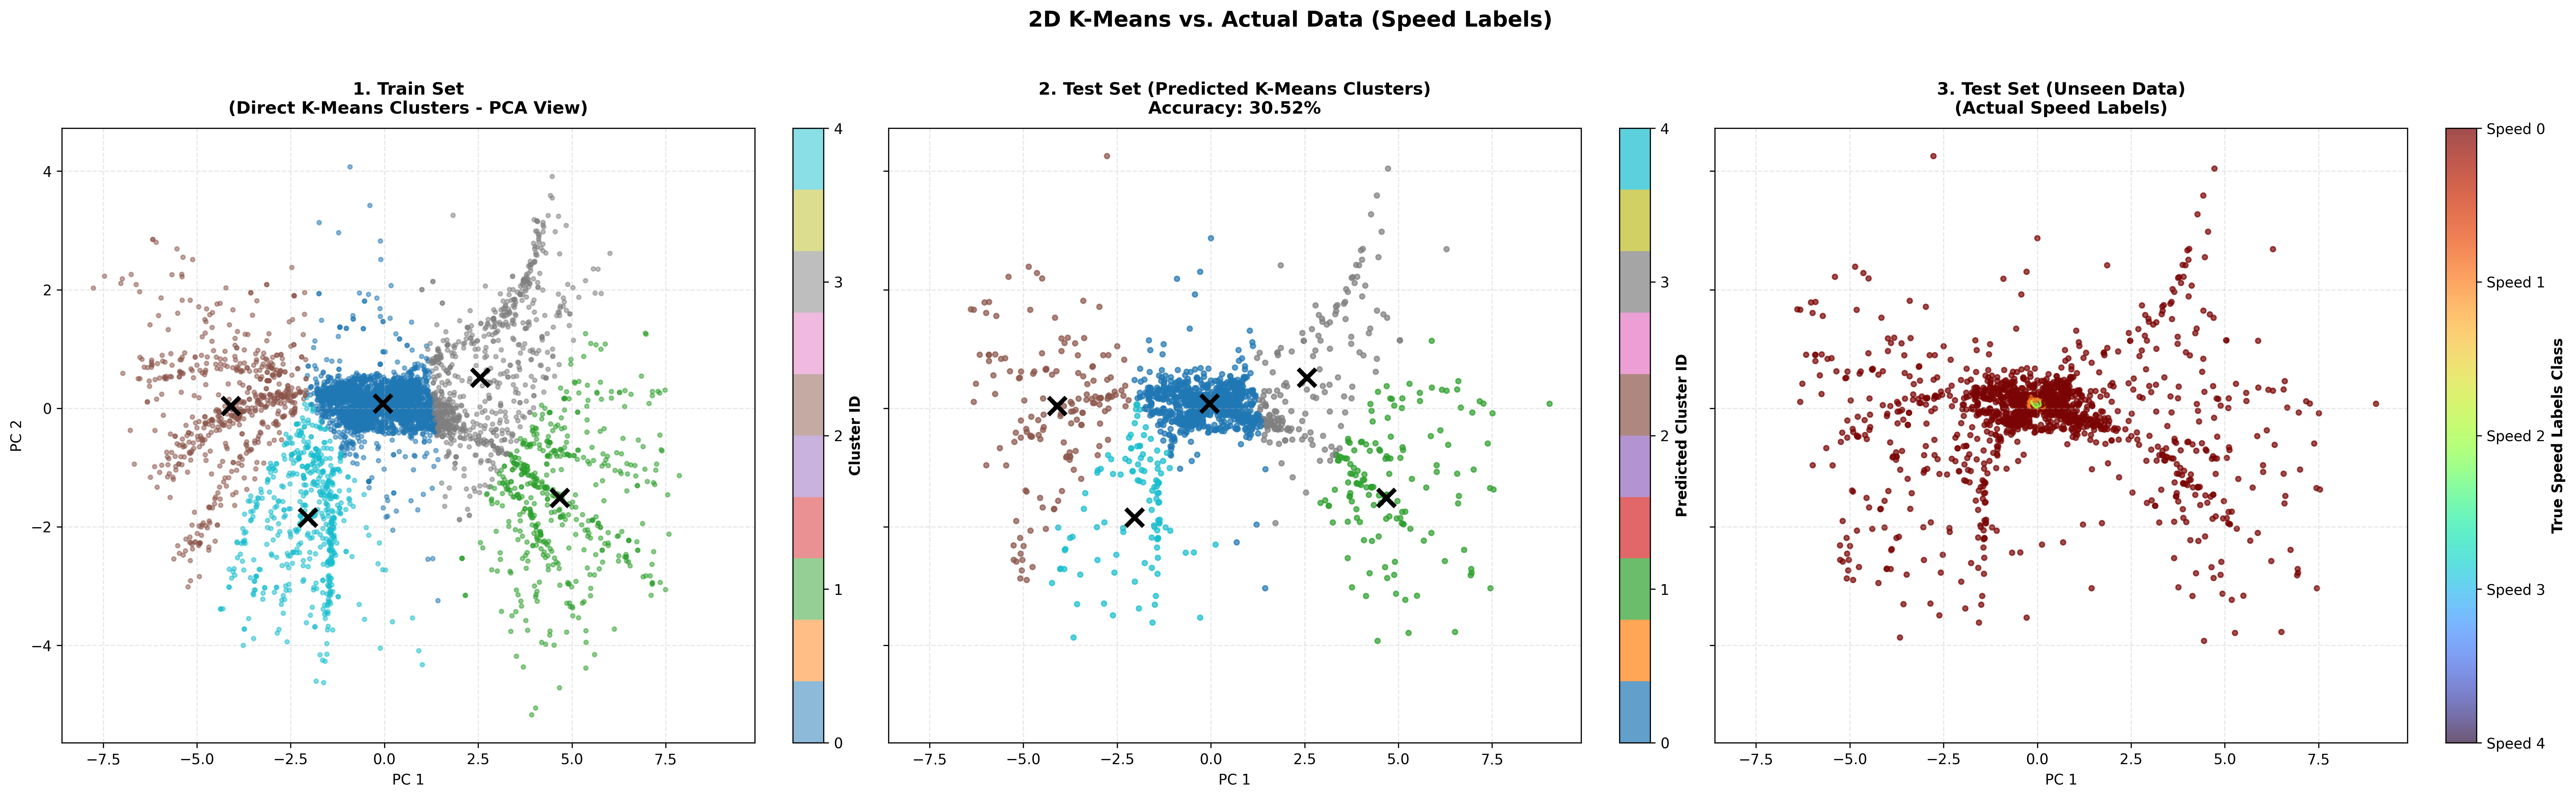 2D K-Means vs. Actual Data (Speed Labels)
1. Train Set
(Direct K-Means Clusters - PCA View)
4
2
0
−2
−4
PC 2
−7.5
−5.0
−2.5
0.0
2.5
5.0
7.5
PC 1
4
3
2
1
0
Cluster ID
2. Test Set (Predicted K-Means Clusters)
Accuracy: 30.52%
−7.5
−5.0
−2.5
0.0
2.5
5.0
7.5
PC 1
4
3
2
1
0
Predicted Cluster ID
3. Test Set (Unseen Data)
(Actual Speed Labels)
−7.5
−5.0
−2.5
0.0
2.5
5.0
7.5
PC 1
Speed 0
Speed 1
Speed 2
Speed 3
Speed 4
True Speed Labels Class